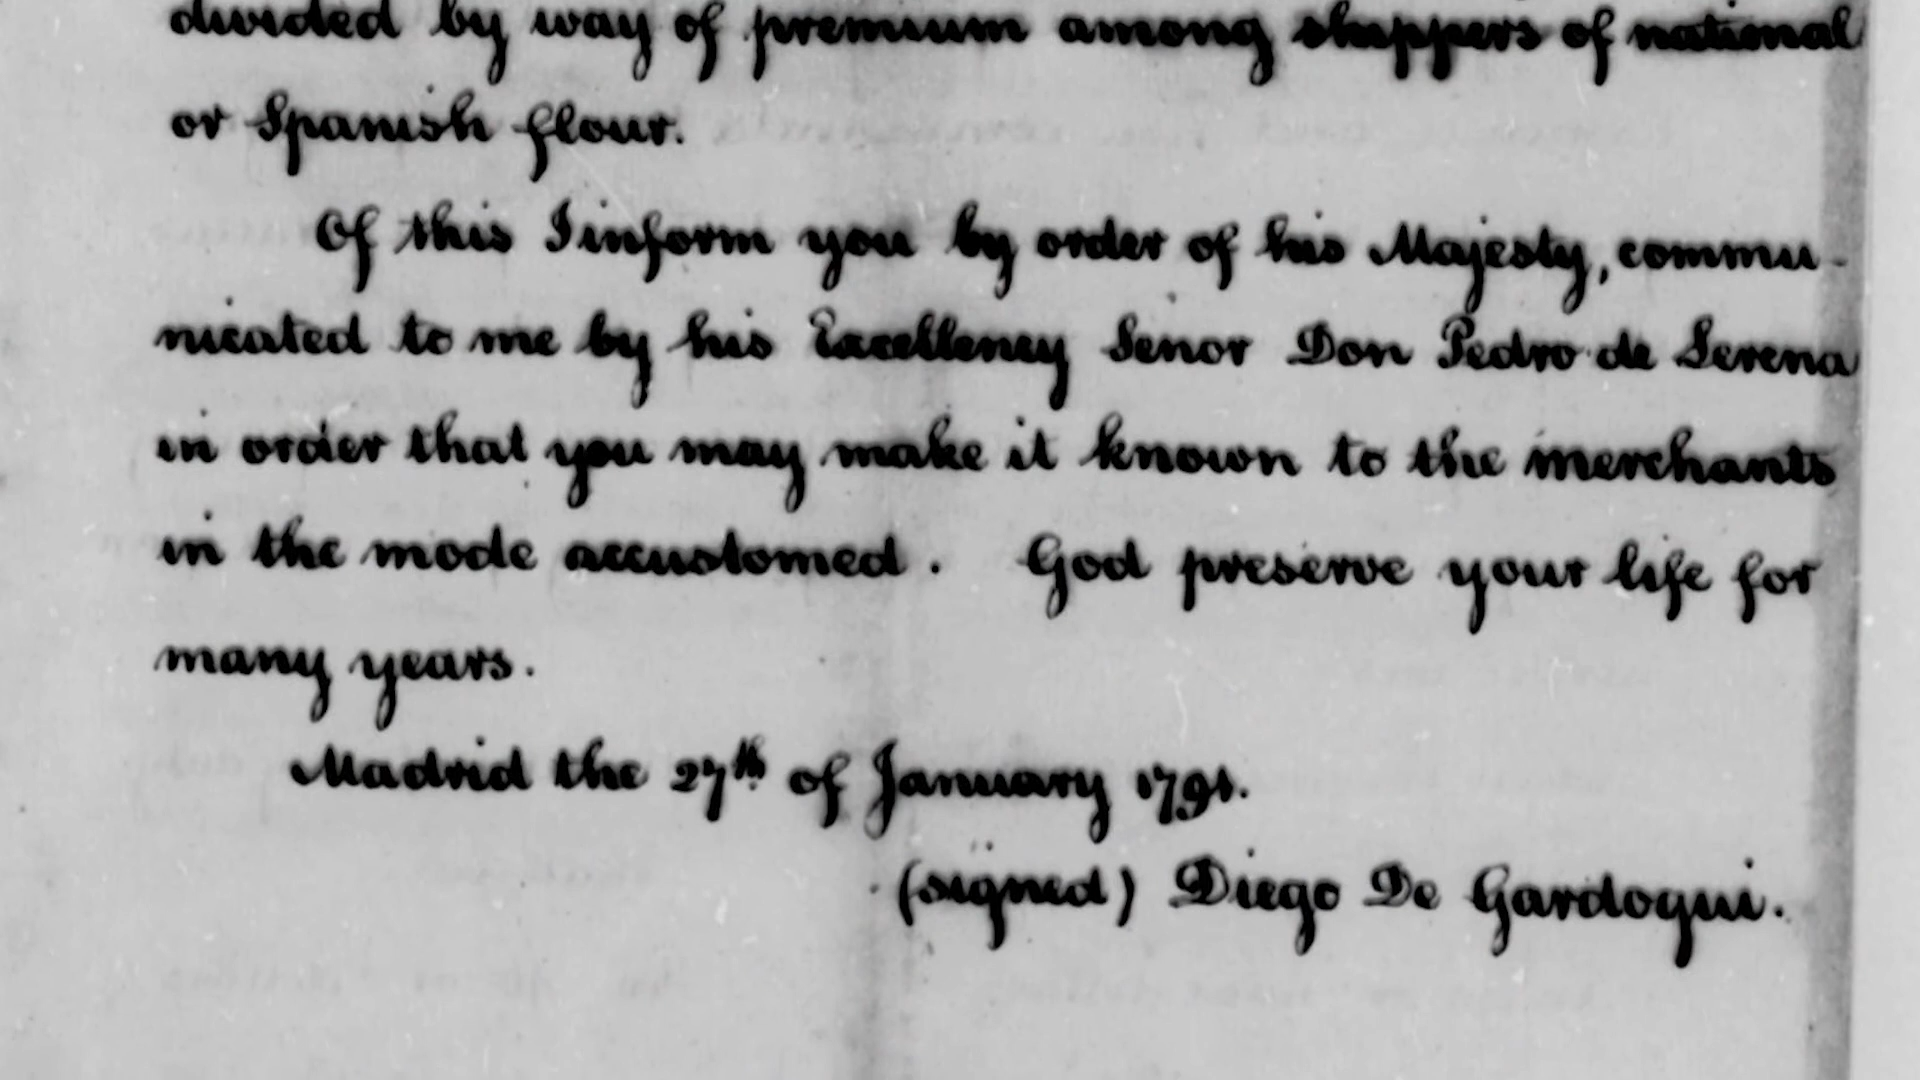 divided by way of premium among shippers of national
or Spanish flour.
Of this I inform you by order of his Majesty, commu-
nicated to me by his Excellency Senor Don Pedro de Lerena
in order that you may make it known to the merchants
in the mode accustomed. God preserve your life for
many years.
Madrid the 27th of January 1791.
(signed) Diego De Gardoqui.